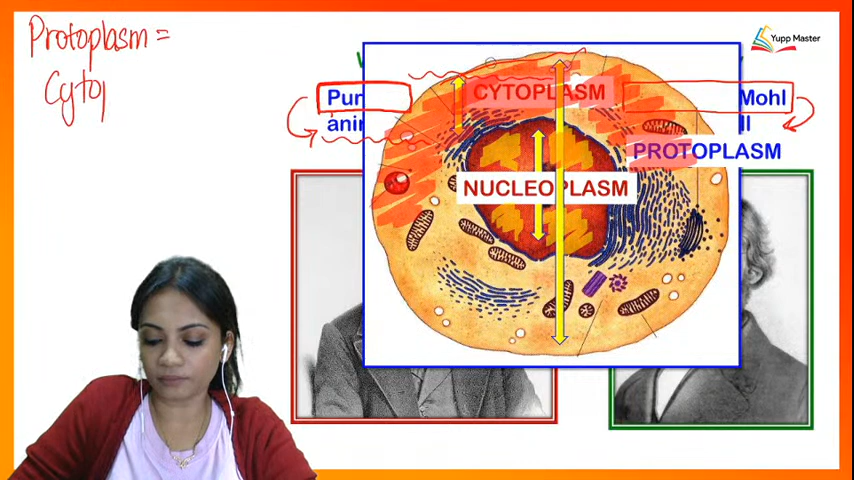 Protoplasm =
Cytop
Yupp Master
CYTOPLASM
Pur
Mohl
PROTOPLASM
NUCLEOPLASM